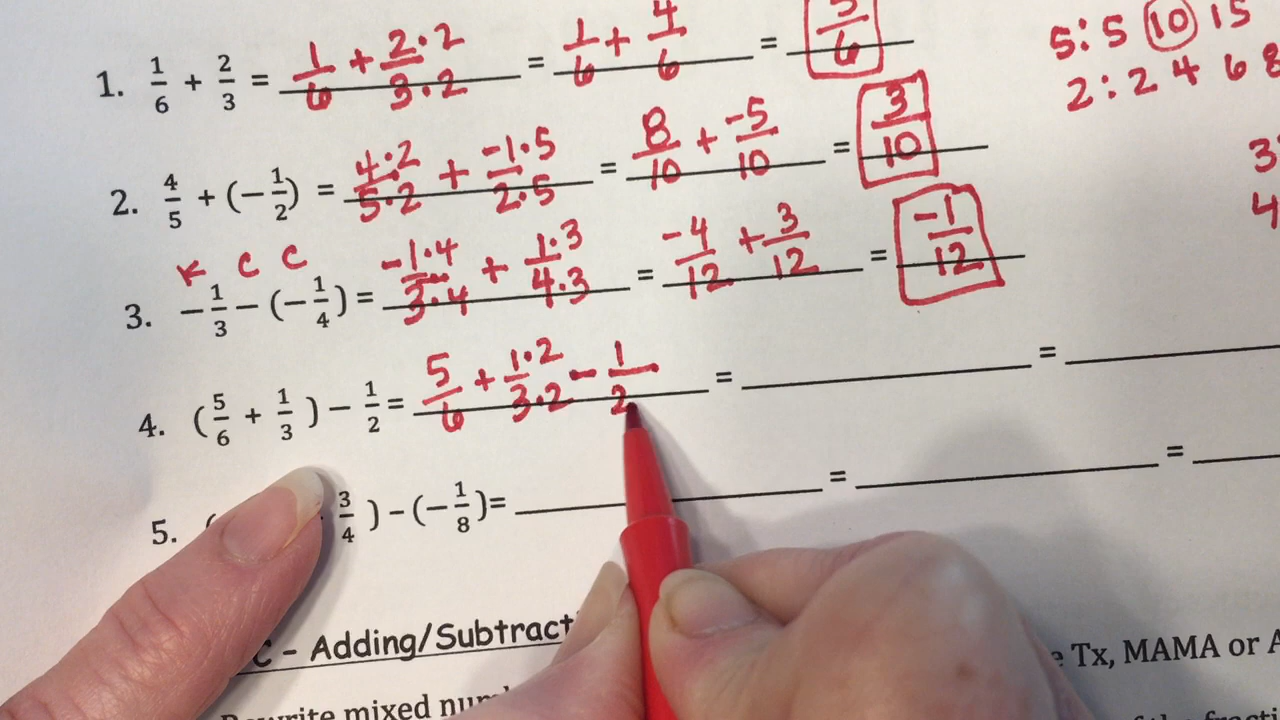 1. 1/6 + 2/3 = 1/6 + 2·2/3·2 = 1/6 + 4/6 = 5/6
5: 5 10 15
2: 2 4 6 8
2. 4/5 + (−1/2) = 4·2/5·2 + -1·5/2·5 = 8/10 + -5/10 = 3/10
3
4
K C C
3. −1/3 − (−1/4) = -1·4/3·4 + 1·3/4·3 = -4/12 + 3/12 = -1/12
4. (5/6 + 1/3) − 1/2 = 5/6 + 1·2/3·2 - 1/2 = =
5. ( 3/4 ) − (− 1/8) = = =
C – Adding/Subtract
Tx, MAMA or
Rewrite mixed